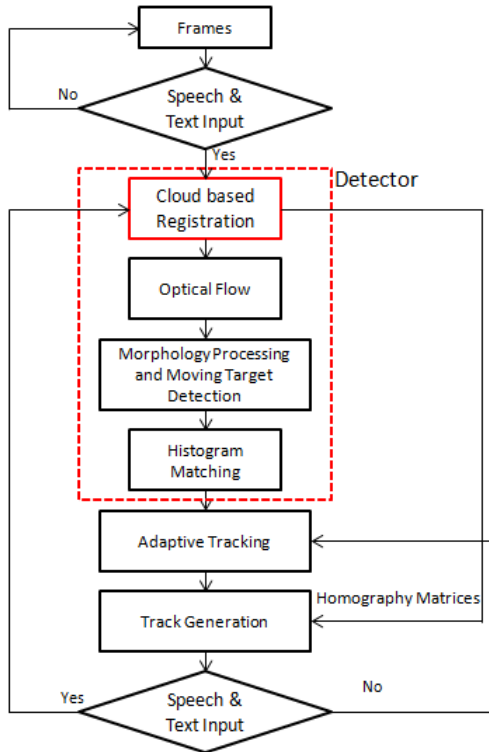 Frames
No
Speech &
Text Input
Yes
Detector
Cloud based
Registration
Optical Flow
Morphology Processing
and Moving Target
Detection
Histogram
Matching
Adaptive Tracking
Homography Matrices
Track Generation
Yes
Speech &
Text Input
No